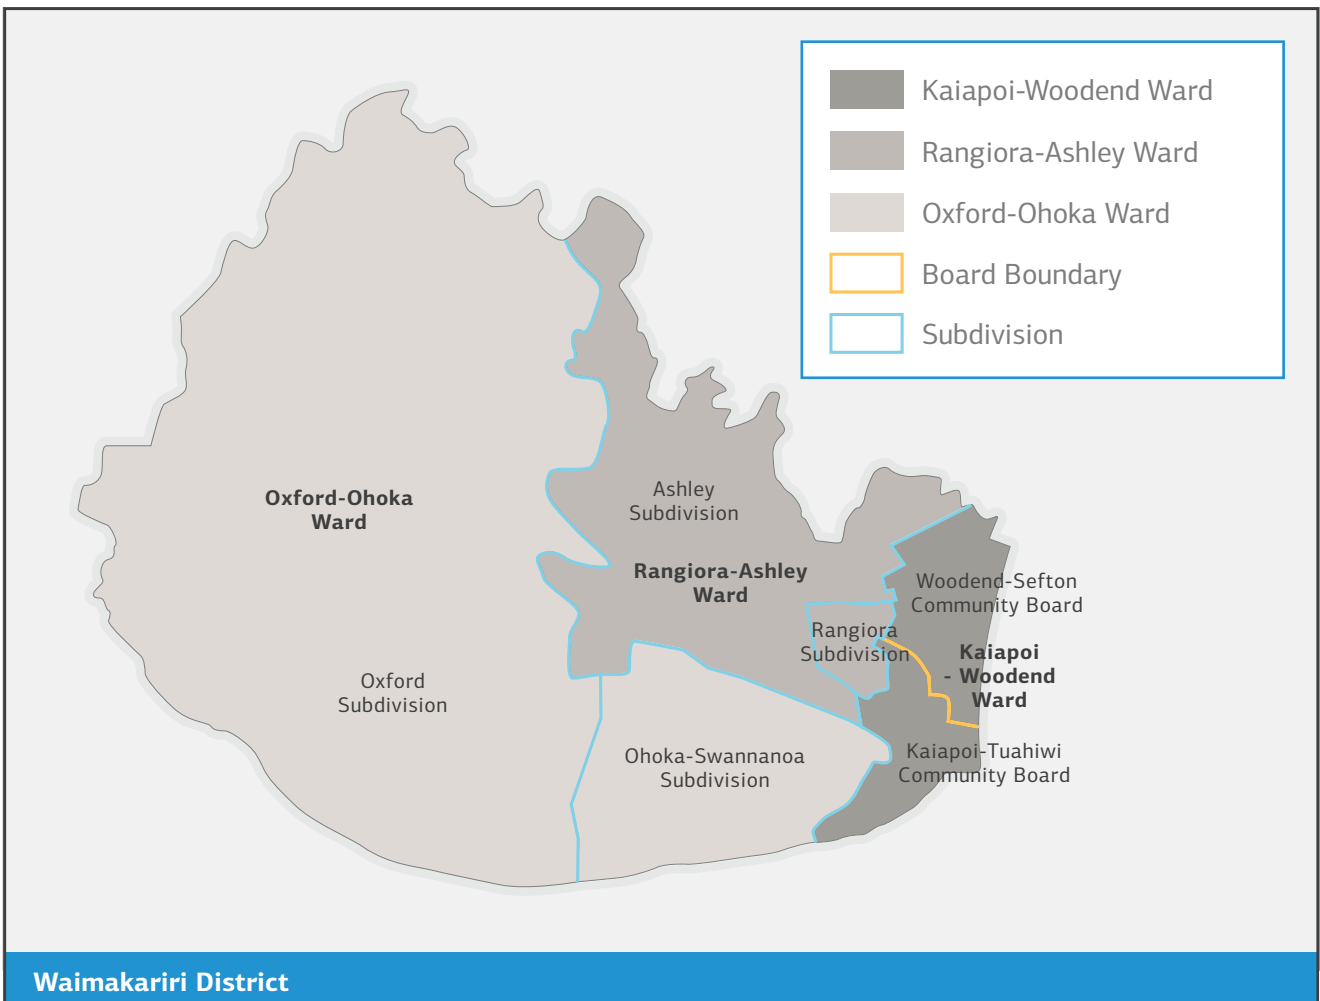 Kaiapoi-Woodend Ward
Rangiora-Ashley Ward
Oxford-Ohoka Ward
Board Boundary
Subdivision
Oxford-Ohoka
Ward
Ashley
Subdivision
Rangiora-Ashley
Ward
Woodend-Sefton
Community Board
Rangiora
Subdivision
Kaiapoi
- Woodend
Ward
Oxford
Subdivision
Ohoka-Swannanoa
Subdivision
Kaiapoi-Tuahiwi
Community Board
Waimakariri District